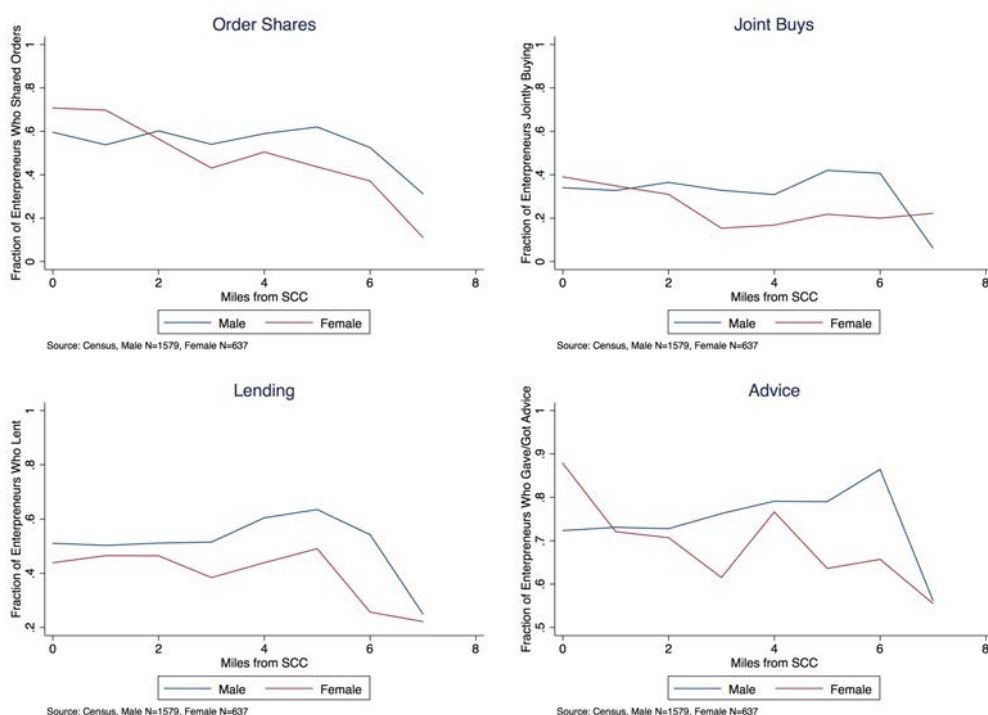 Order Shares
Fraction of Enterpreneurs Who Shared Orders
1
.8
.6
.4
.2
0
0 2 4 6 8
Miles from SCC
Male Female
Source: Census, Male N=1579, Female N=637
Joint Buys
Fraction of Enterpreneurs Jointly Buying
1
.8
.6
.4
.2
0
0 2 4 6 8
Miles from SCC
Male Female
Source: Census, Male N=1579, Female N=637
Lending
Fraction of Enterpreneurs Who Lent
1
.8
.6
.4
.2
0 2 4 6 8
Miles from SCC
Male Female
Source: Census, Male N=1579, Female N=637
Advice
Fraction of Enterpreneurs Who Gave/Got Advice
1
.9
.8
.7
.6
.5
0 2 4 6 8
Miles from SCC
Male Female
Source: Census, Male N=1579, Female N=637